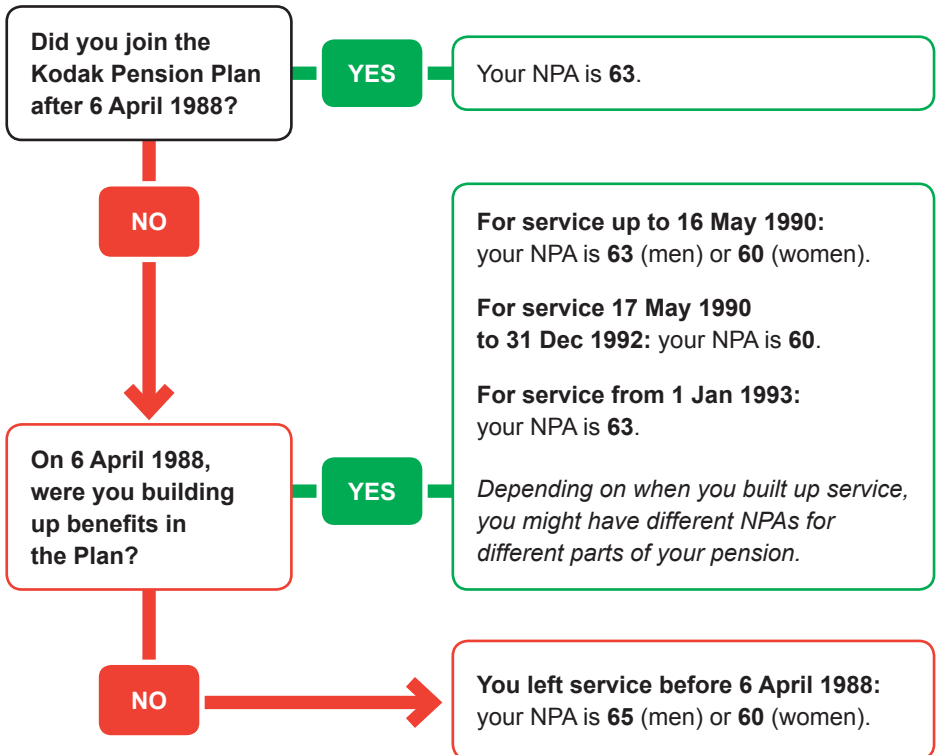 Did you join the
Kodak Pension Plan
after 6 April 1988?
YES
Your NPA is 63.
NO
For service up to 16 May 1990:
your NPA is 63 (men) or 60 (women).
For service 17 May 1990
to 31 Dec 1992: your NPA is 60.
For service from 1 Jan 1993:
your NPA is 63.
Depending on when you built up service,
you might have different NPAs for
different parts of your pension.
On 6 April 1988,
were you building
up benefits in
the Plan?
YES
NO
You left service before 6 April 1988:
your NPA is 65 (men) or 60 (women).